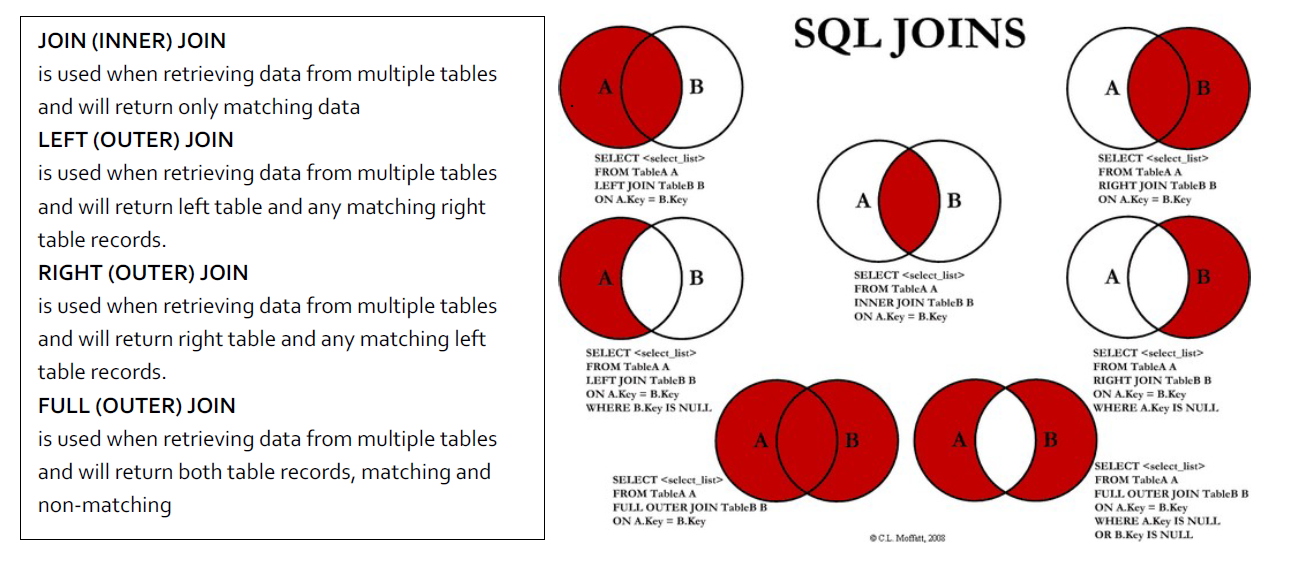 JOIN (INNER) JOIN
is used when retrieving data from multiple tables
and will return only matching data
LEFT (OUTER) JOIN
is used when retrieving data from multiple tables
and will return left table and any matching right
table records.
RIGHT (OUTER) JOIN
is used when retrieving data from multiple tables
and will return right table and any matching left
table records.
FULL (OUTER) JOIN
is used when retrieving data from multiple tables
and will return both table records, matching and
non-matching
SQL JOINS
A B
SELECT <select_list>
FROM TableA A
LEFT JOIN TableB B
ON A.Key = B.Key
A B
SELECT <select_list>
FROM TableA A
RIGHT JOIN TableB B
ON A.Key = B.Key
A B
SELECT <select_list>
FROM TableA A
INNER JOIN TableB B
ON A.Key = B.Key
A B
SELECT <select_list>
FROM TableA A
LEFT JOIN TableB B
ON A.Key = B.Key
WHERE B.Key IS NULL
A B
SELECT <select_list>
FROM TableA A
RIGHT JOIN TableB B
ON A.Key = B.Key
WHERE A.Key IS NULL
A B
SELECT <select_list>
FROM TableA A
FULL OUTER JOIN TableB B
ON A.Key = B.Key
A B
SELECT <select_list>
FROM TableA A
FULL OUTER JOIN TableB B
ON A.Key = B.Key
WHERE A.Key IS NULL
OR B.Key IS NULL
© C.L. Moffatt, 2008